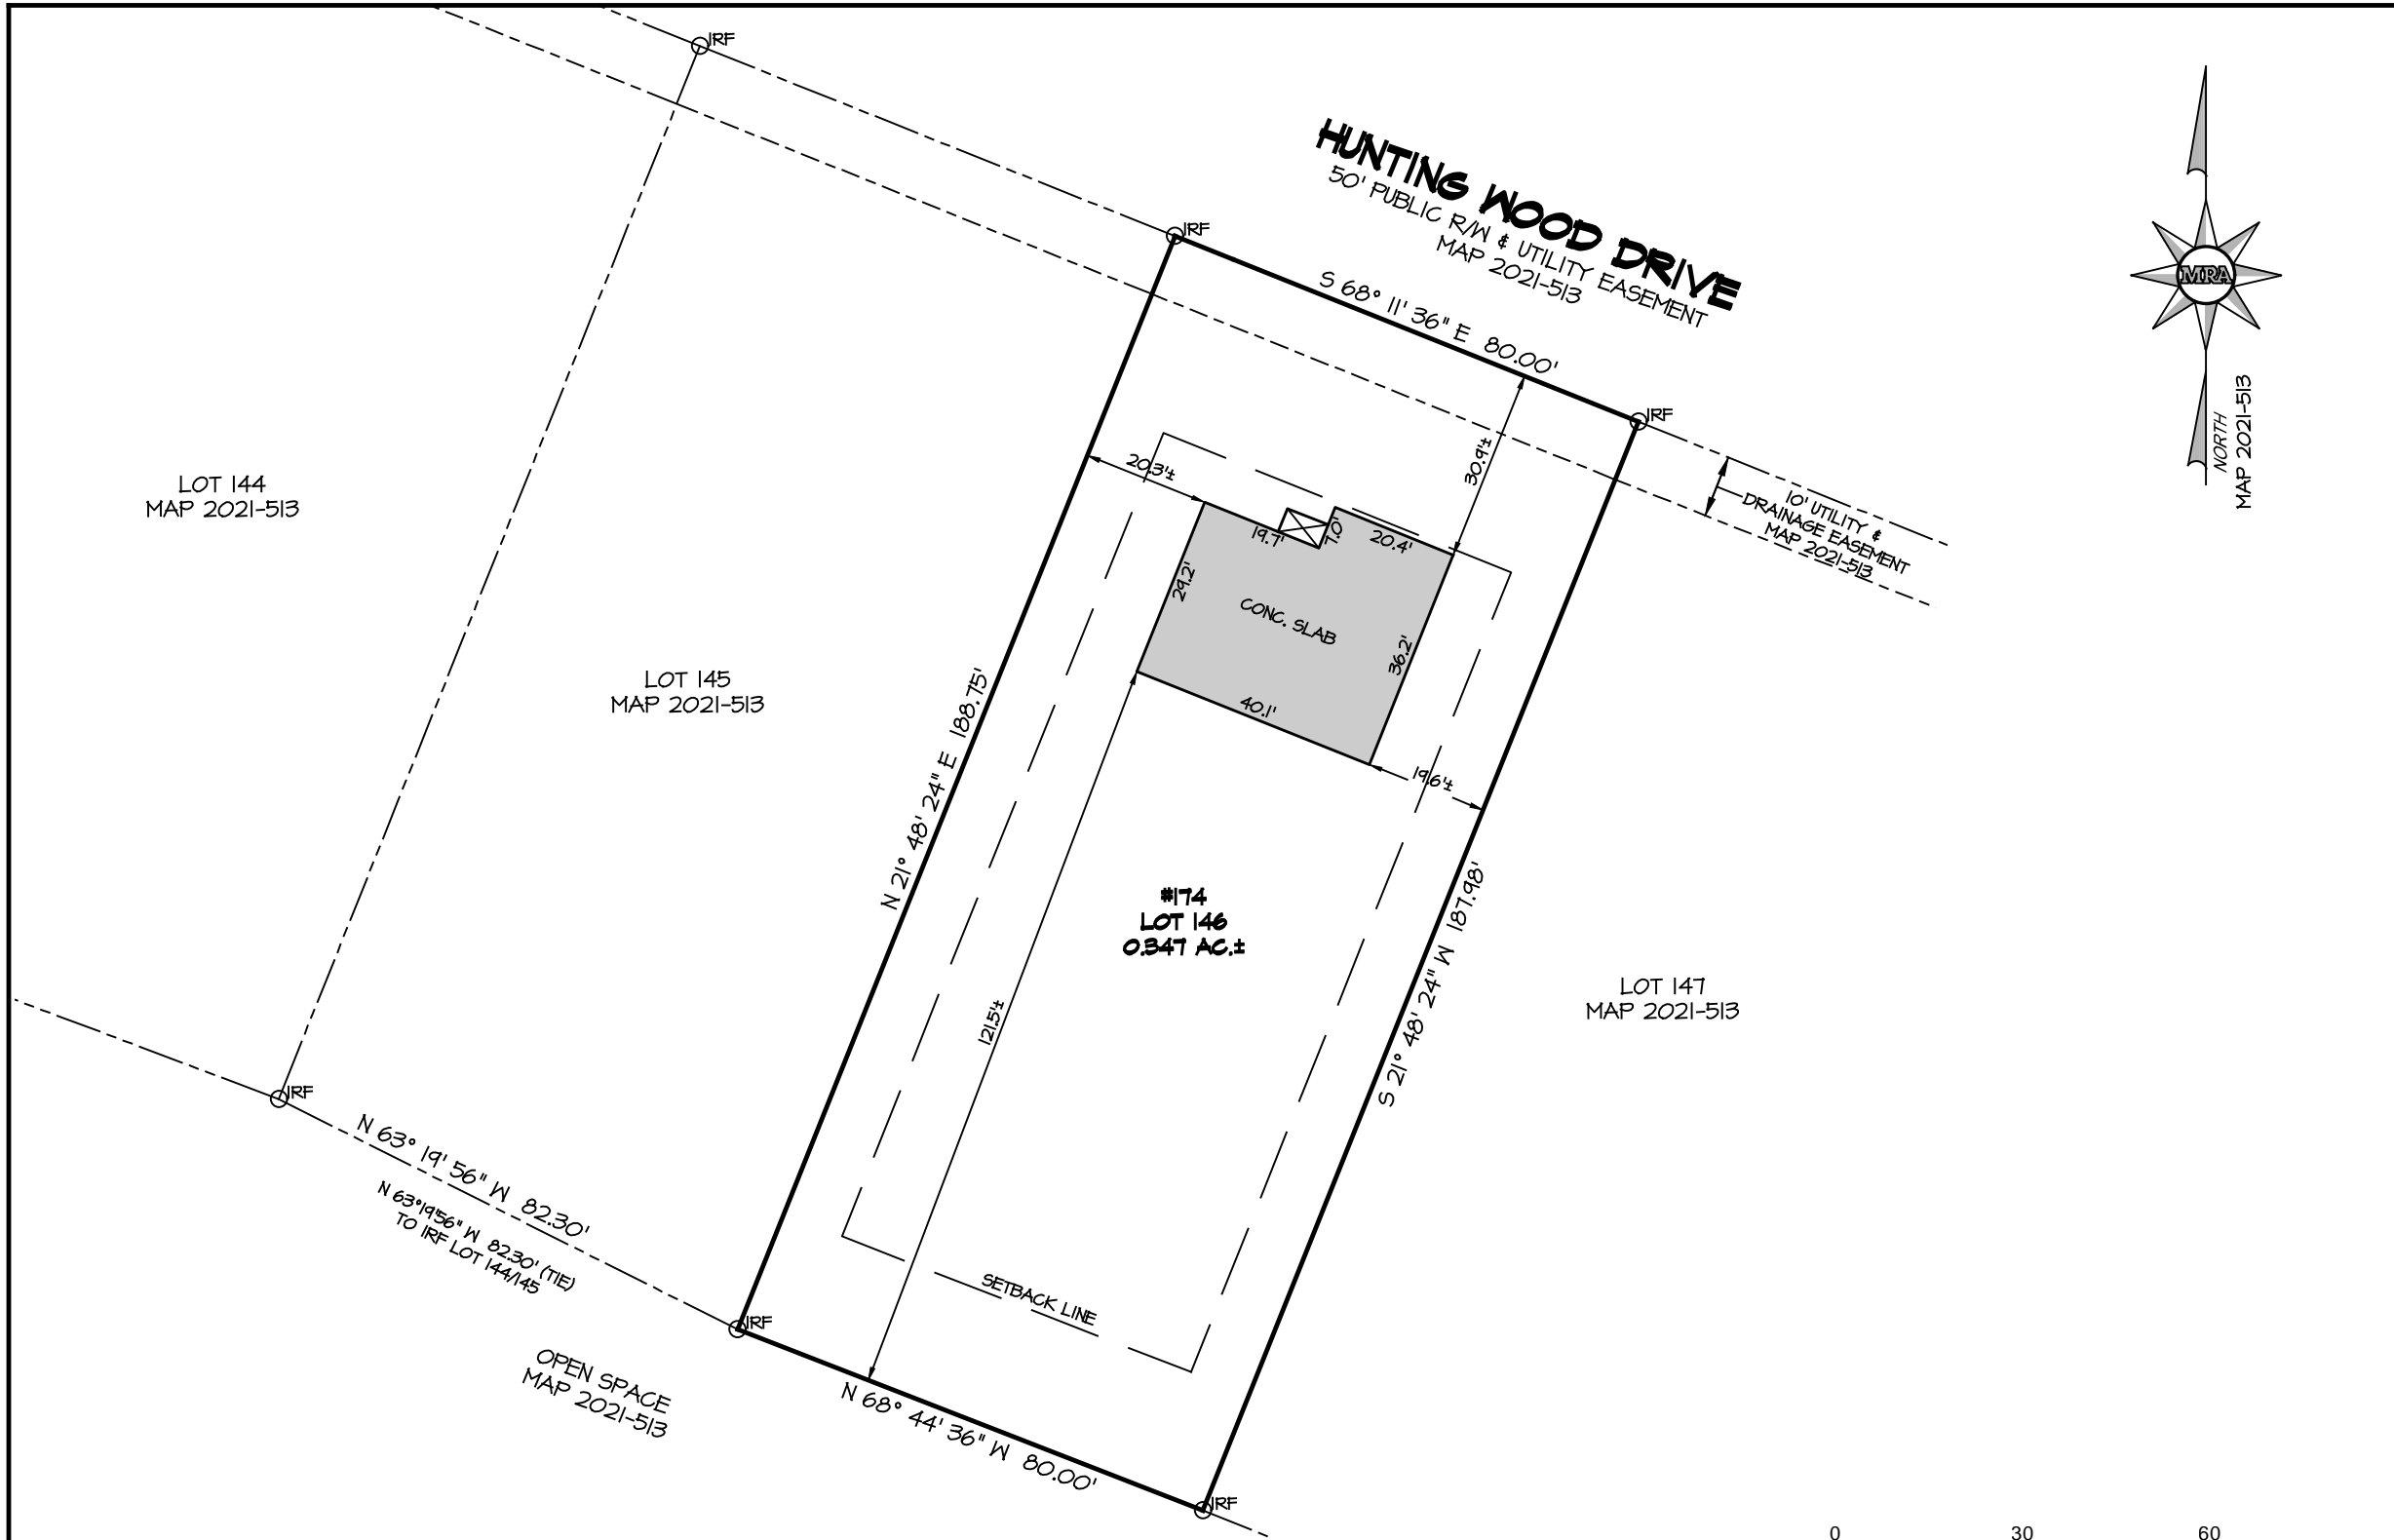 IRF
HUNTING WOOD DRIVE
50' PUBLIC R/W & UTILITY EASEMENT
MAP 2021-513
IRF
S 68° 11' 36" E 80.00'
IRF
MRA
NORTH
MAP 2021-513
10' UTILITY &
DRAINAGE EASEMENT
MAP 2021-513
30.9'±
20.3'±
19.7'
7.0'
20.4'
29.2'
CONC. SLAB
36.2'
40.1'
19.6'±
LOT 144
MAP 2021-513
LOT 145
MAP 2021-513
N 21° 48' 24" E 188.75'
#174
LOT 146
0.347 AC.±
S 21° 48' 24" W 187.98'
LOT 147
MAP 2021-513
121.5'±
IRF
N 63° 19' 56" W 82.30'
N 63°19'56" W 82.30' (TIE)
TO IRF LOT 144/145
SETBACK LINE
IRF
OPEN SPACE
MAP 2021-513
N 68° 44' 36" W 80.00'
IRF
0 30 60